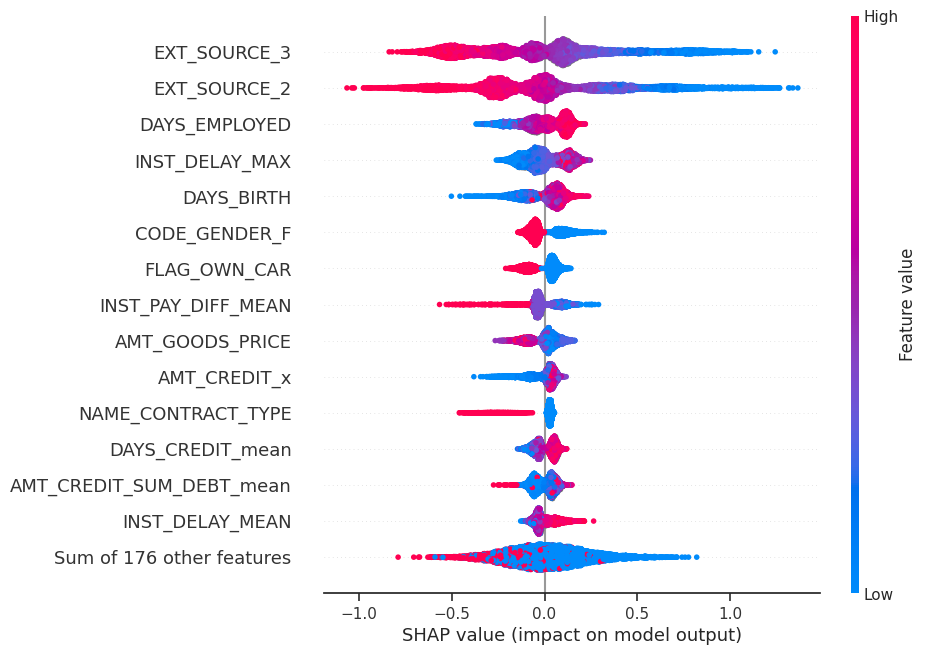 High
EXT_SOURCE_3
EXT_SOURCE_2
DAYS_EMPLOYED
INST_DELAY_MAX
DAYS_BIRTH
CODE_GENDER_F
FLAG_OWN_CAR
INST_PAY_DIFF_MEAN
AMT_GOODS_PRICE
AMT_CREDIT_x
NAME_CONTRACT_TYPE
DAYS_CREDIT_mean
AMT_CREDIT_SUM_DEBT_mean
INST_DELAY_MEAN
Sum of 176 other features
Feature value
Low
−1.0 −0.5 0.0 0.5 1.0
SHAP value (impact on model output)